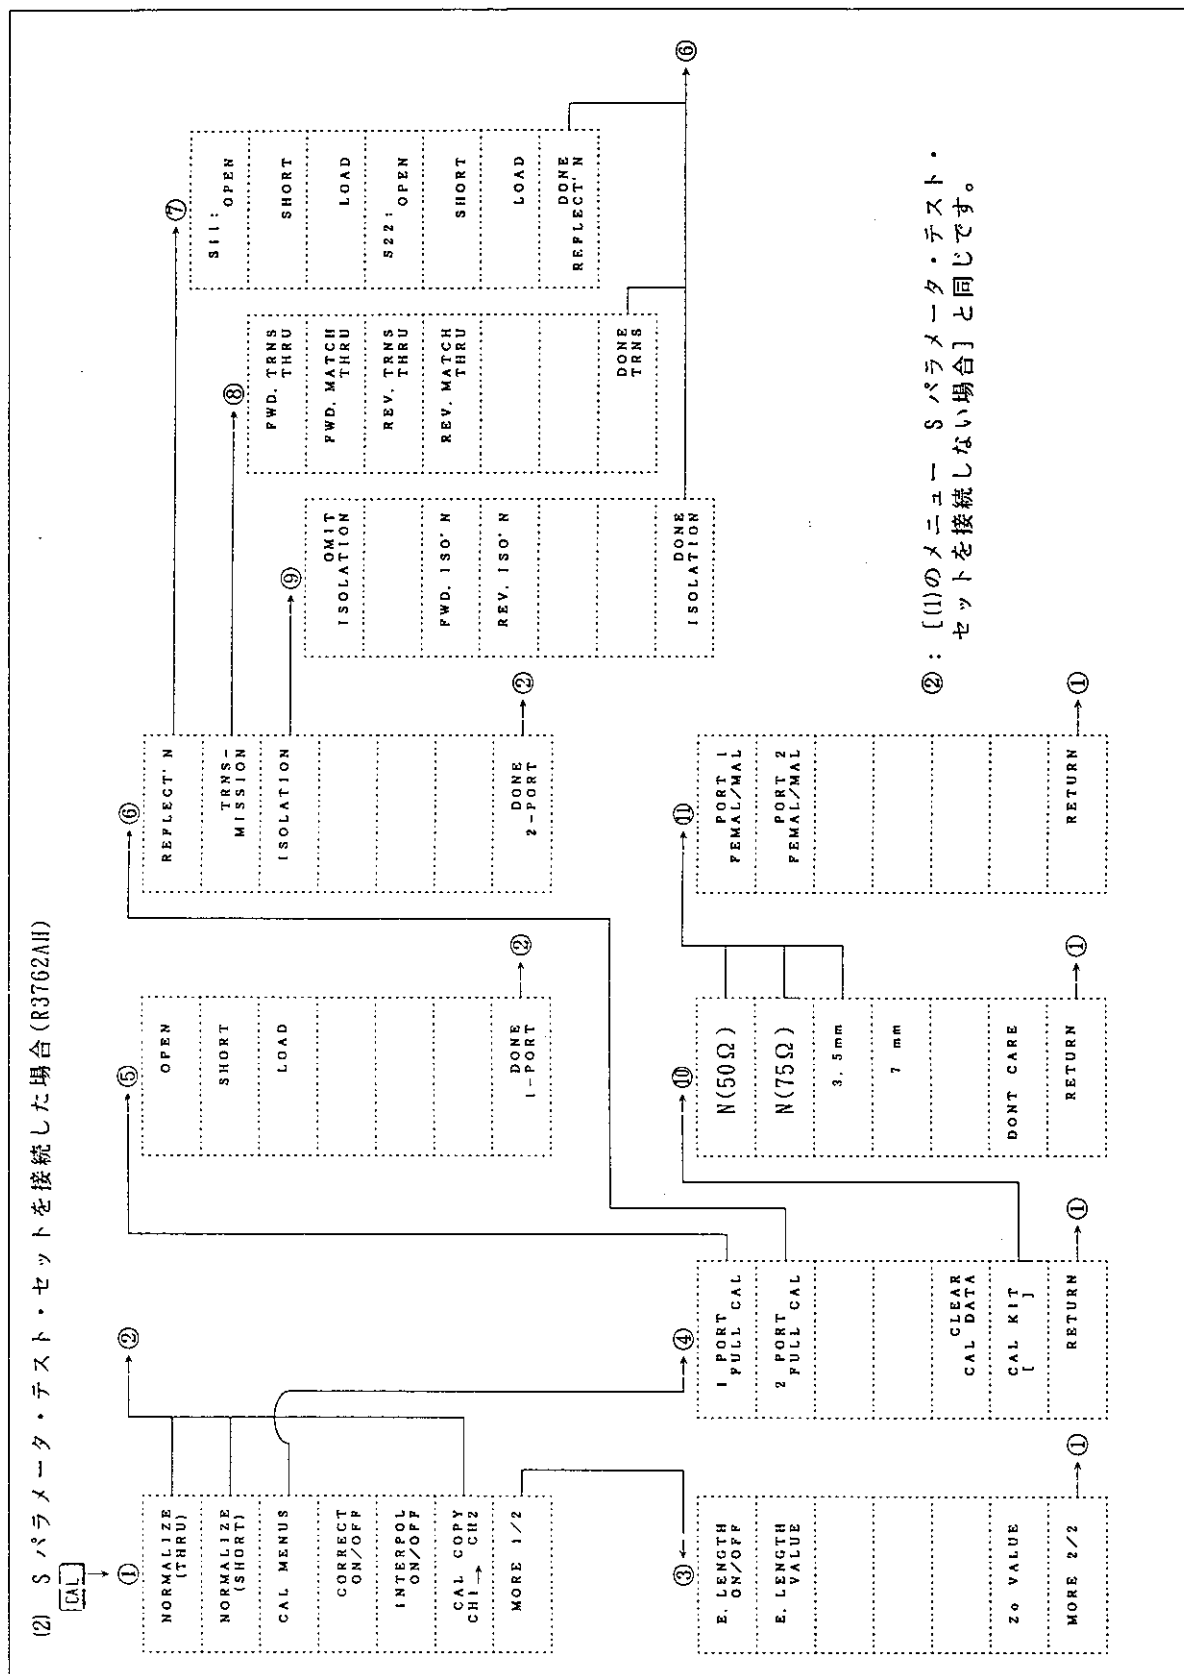 (2) S パラメータ・テスト・セットを接続した場合(R3762AH)
CAL
①
NORMALIZE
(THRU)
NORMALIZE
(SHORT)
CAL MENUS
CORRECT
ON/OFF
INTERPOL
ON/OFF
CAL COPY
CH1→ CH2
MORE 1/2
②
③
E. LENGTH
ON/OFF
E. LENGTH
VALUE
Zo VALUE
MORE 2/2
①
④
1 PORT
FULL CAL
2 PORT
FULL CAL
CLEAR
CAL DATA
CAL KIT
[ ]
RETURN
①
⑤
OPEN
SHORT
LOAD
DONE
1-PORT
②
⑩
N(50Ω)
N(75Ω)
3.5mm
7 mm
DONT CARE
RETURN
①
⑥
REFLECT'N
TRNS-
MISSION
ISOLATION
DONE
2-PORT
②
⑪
PORT 1
FEMAL/MAL
PORT 2
FEMAL/MAL
RETURN
①
⑨
OMIT
ISOLATION
FWD. ISO'N
REV. ISO'N
DONE
ISOLATION
⑧
FWD. TRNS
THRU
FWD. MATCH
THRU
REV. TRNS
THRU
REV. MATCH
THRU
DONE
TRNS
⑦
S11:
OPEN
SHORT
LOAD
S22:
OPEN
SHORT
LOAD
DONE
REFLECT'N
⑥
②: [(1)のメニュー S パラメータ・テスト・
セットを接続しない場合] と同じです。